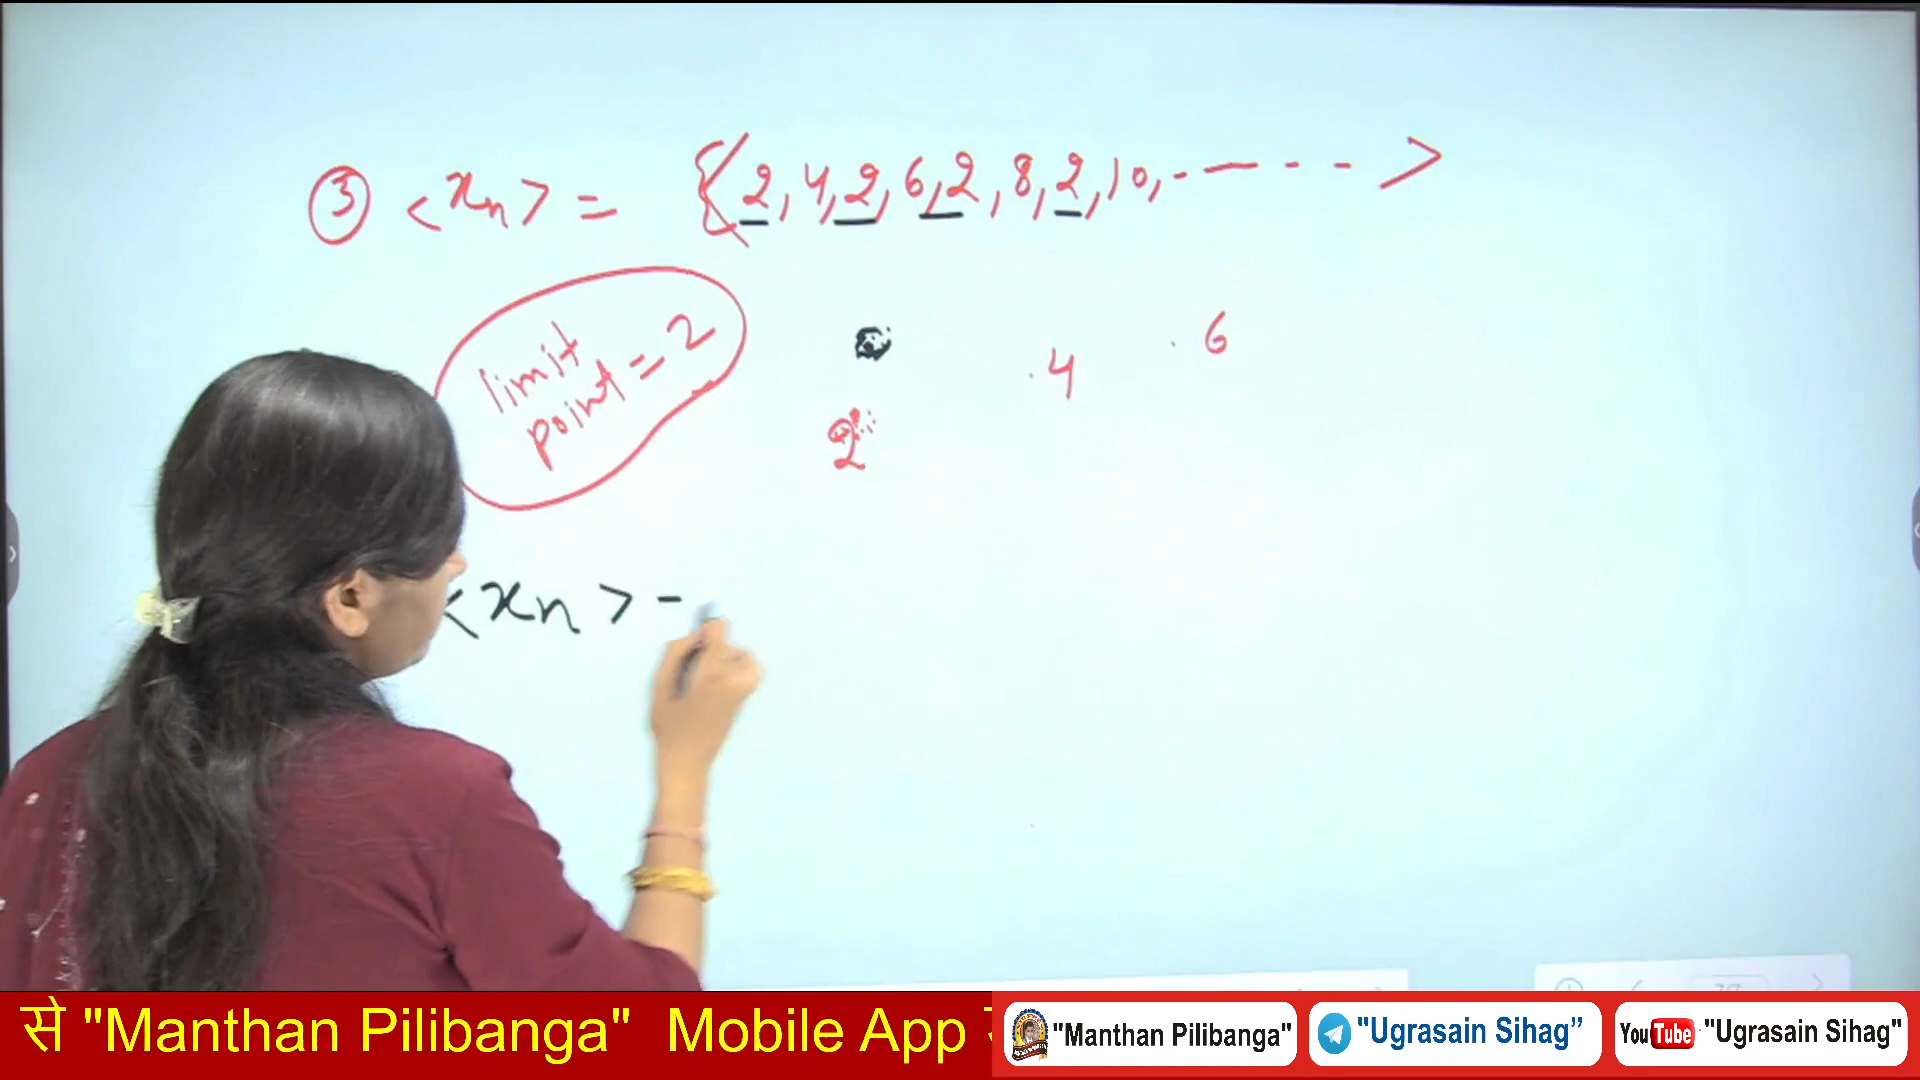 ③ <xn> = {<2, 4, 2, 6, 2, 8, 2, 10, - - - - >
limit
point = 2
. 4
. 6
2
<xn> -
से "Manthan Pilibanga" Mobile App
"Manthan Pilibanga"
"Ugrasain Sihag”
YouTube "Ugrasain Sihag"